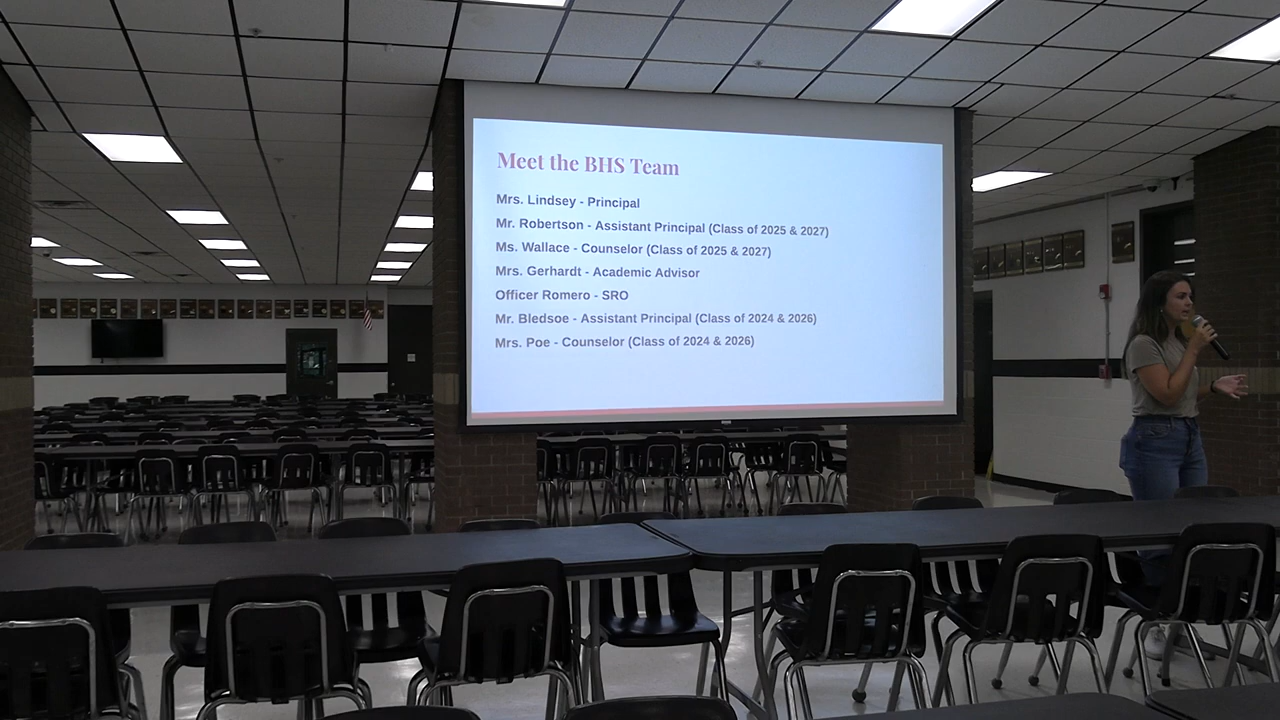 Meet the BHS Team
Mrs. Lindsey - Principal
Mr. Robertson - Assistant Principal (Class of 2025 & 2027)
Ms. Wallace - Counselor (Class of 2025 & 2027)
Mrs. Gerhardt - Academic Advisor
Officer Romero - SRO
Mr. Bledsoe - Assistant Principal (Class of 2024 & 2026)
Mrs. Poe - Counselor (Class of 2024 & 2026)